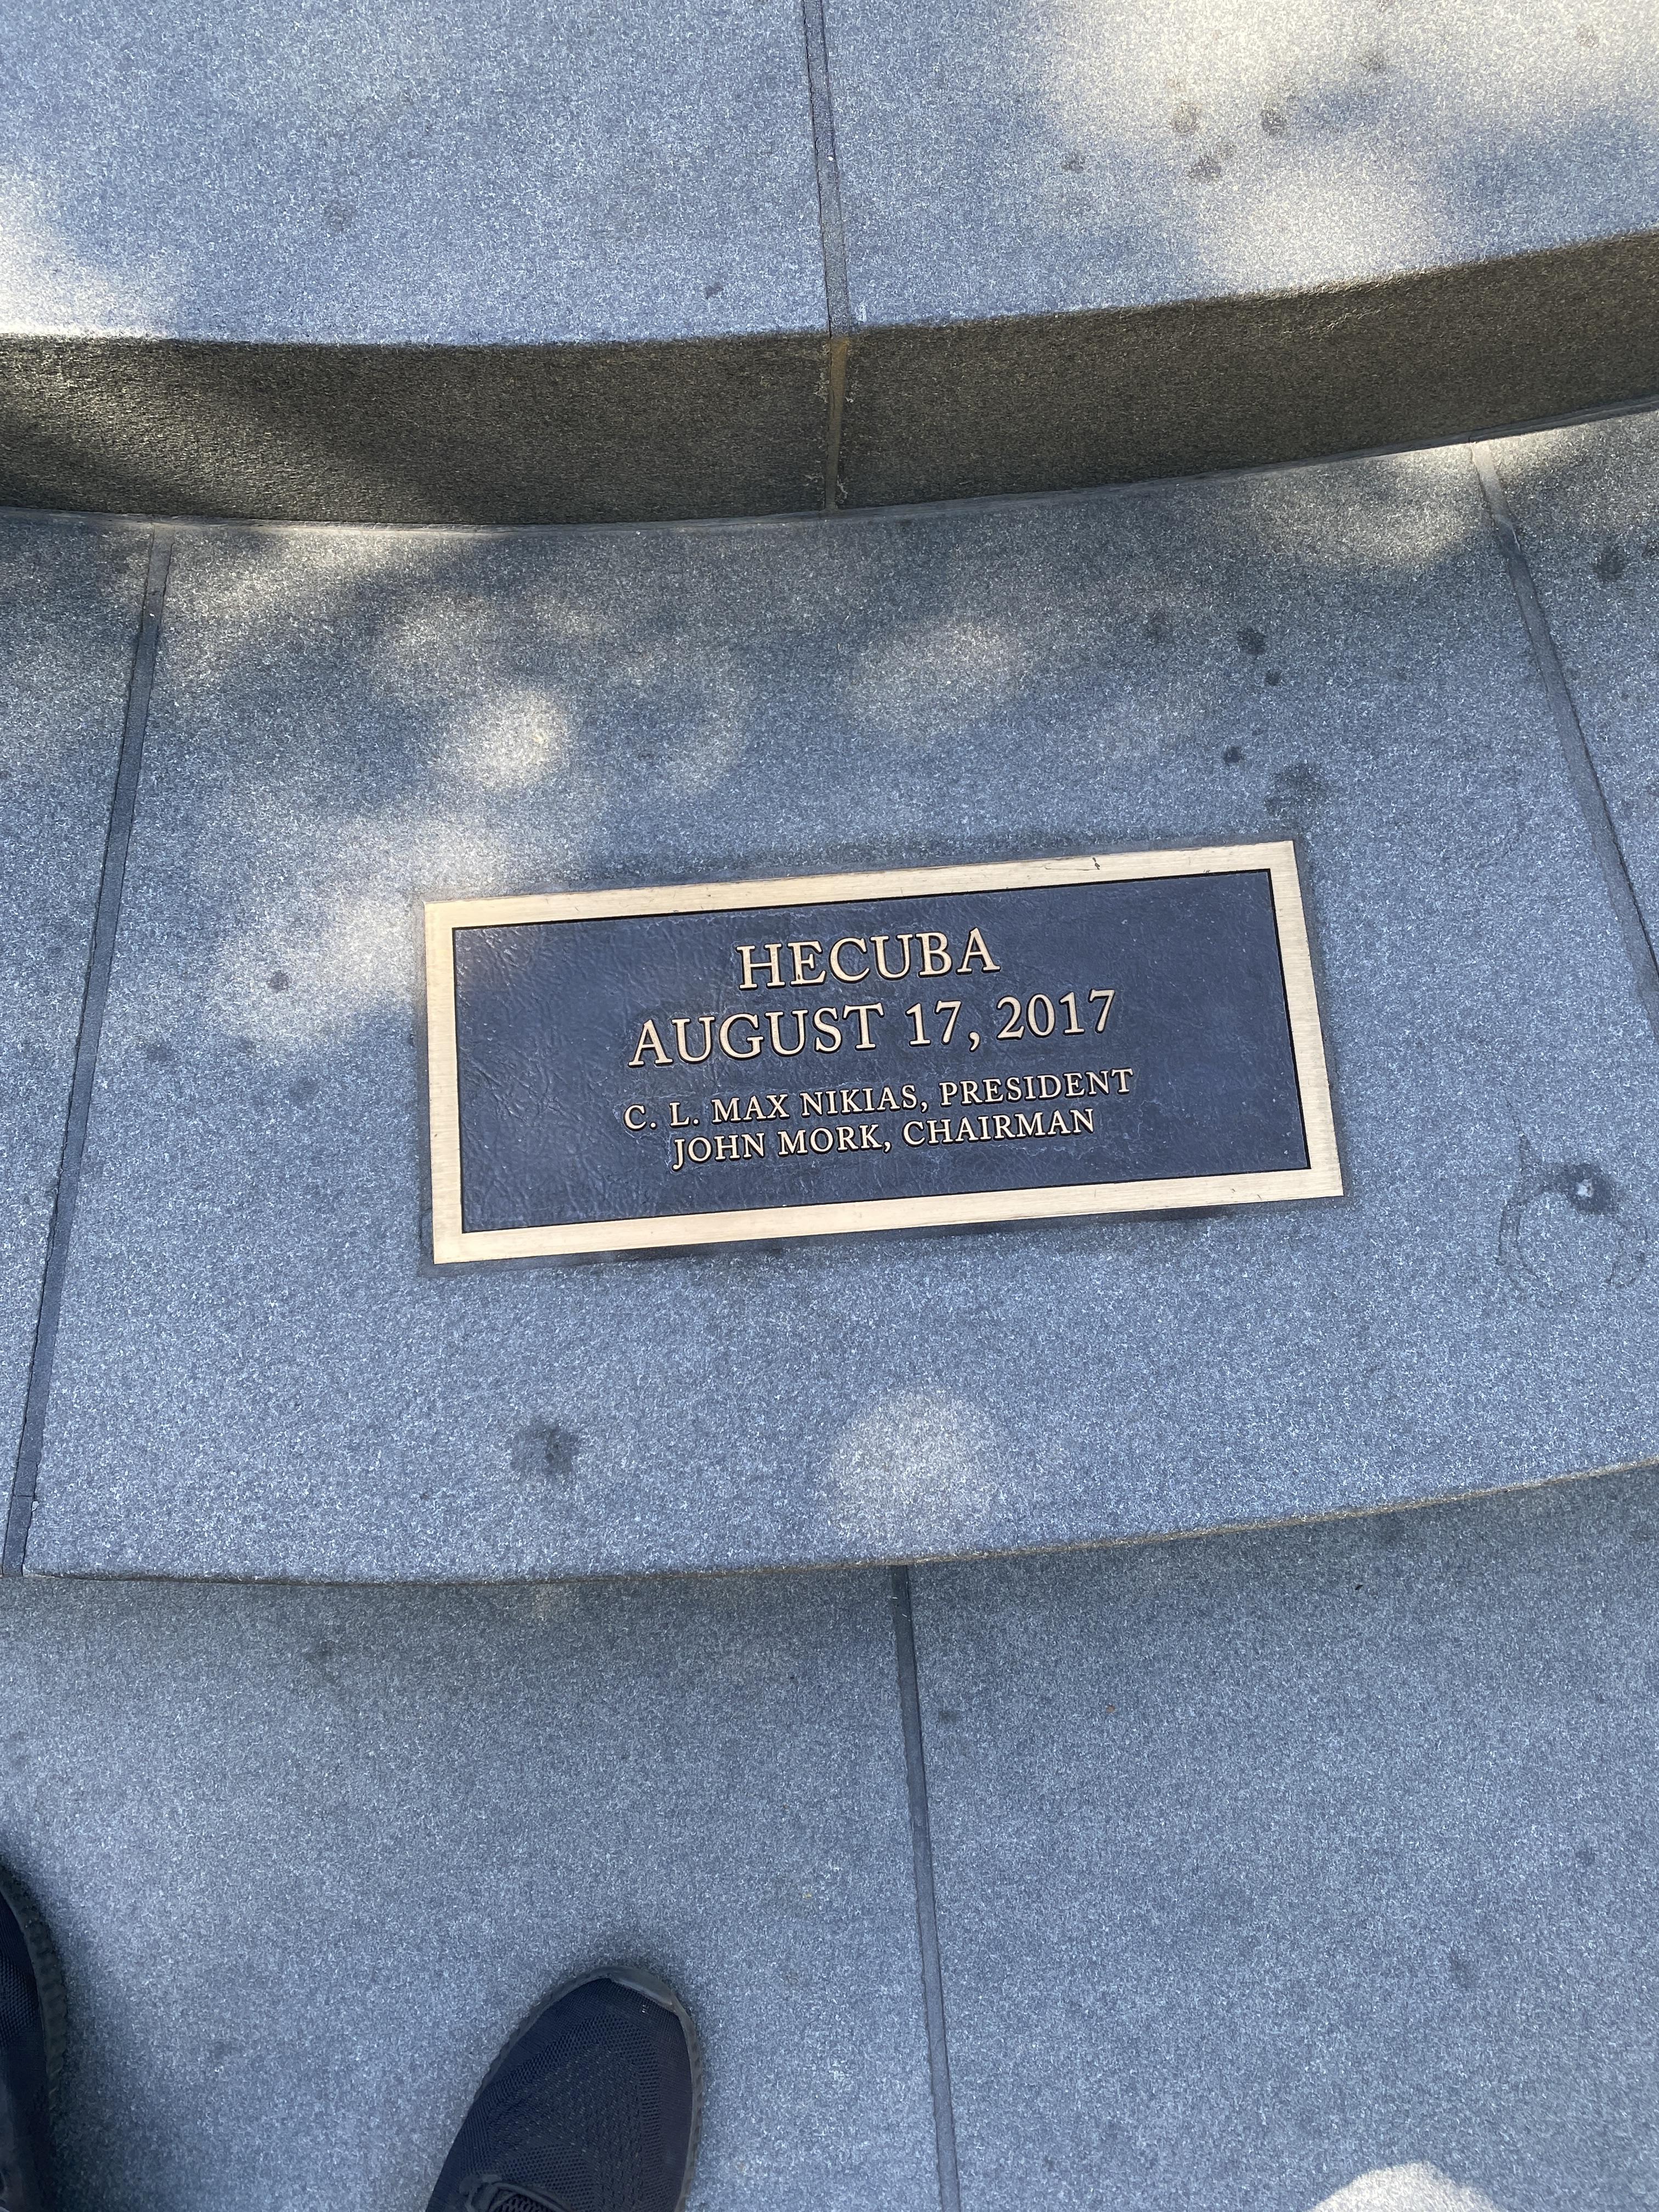 HECUBA
AUGUST 17, 2017
C. L. MAX NIKIAS, PRESIDENT
JOHN MORK, CHAIRMAN